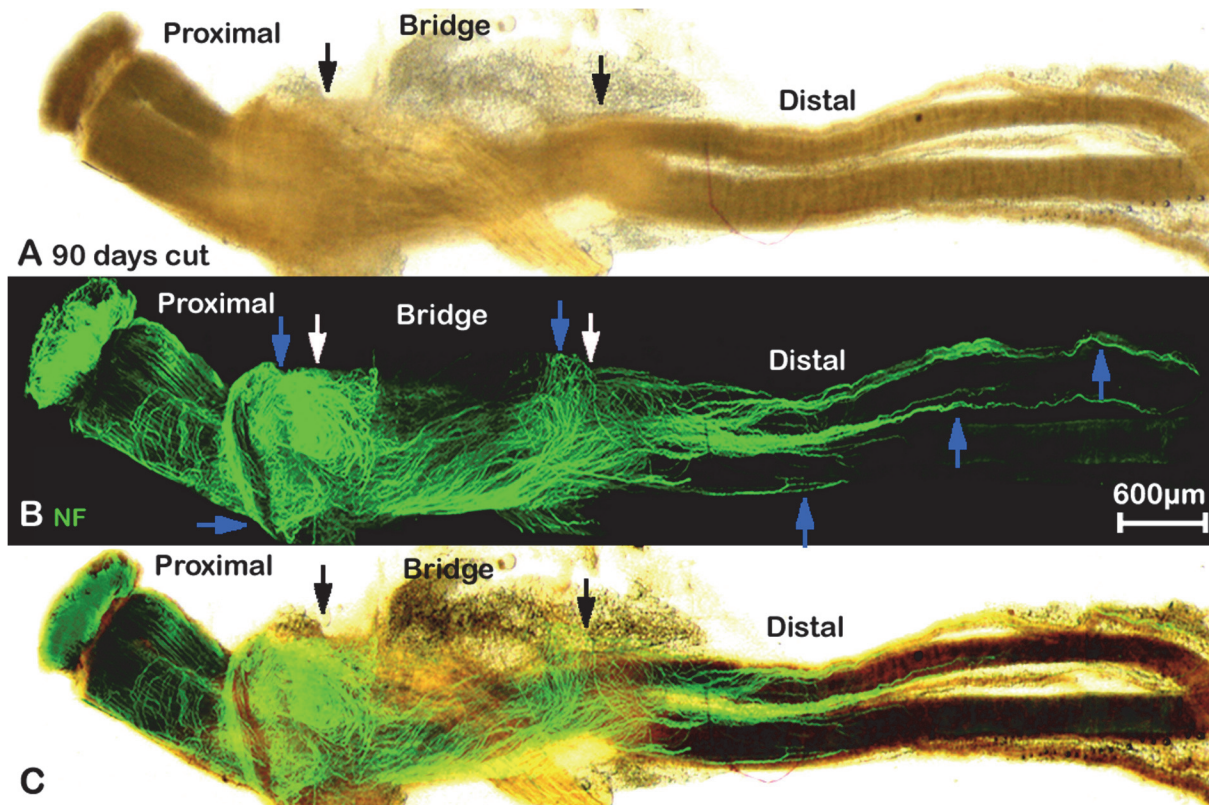 Proximal
Bridge
Distal
A 90 days cut
Proximal
Bridge
Distal
600µm
B NF
Proximal
Bridge
Distal
C